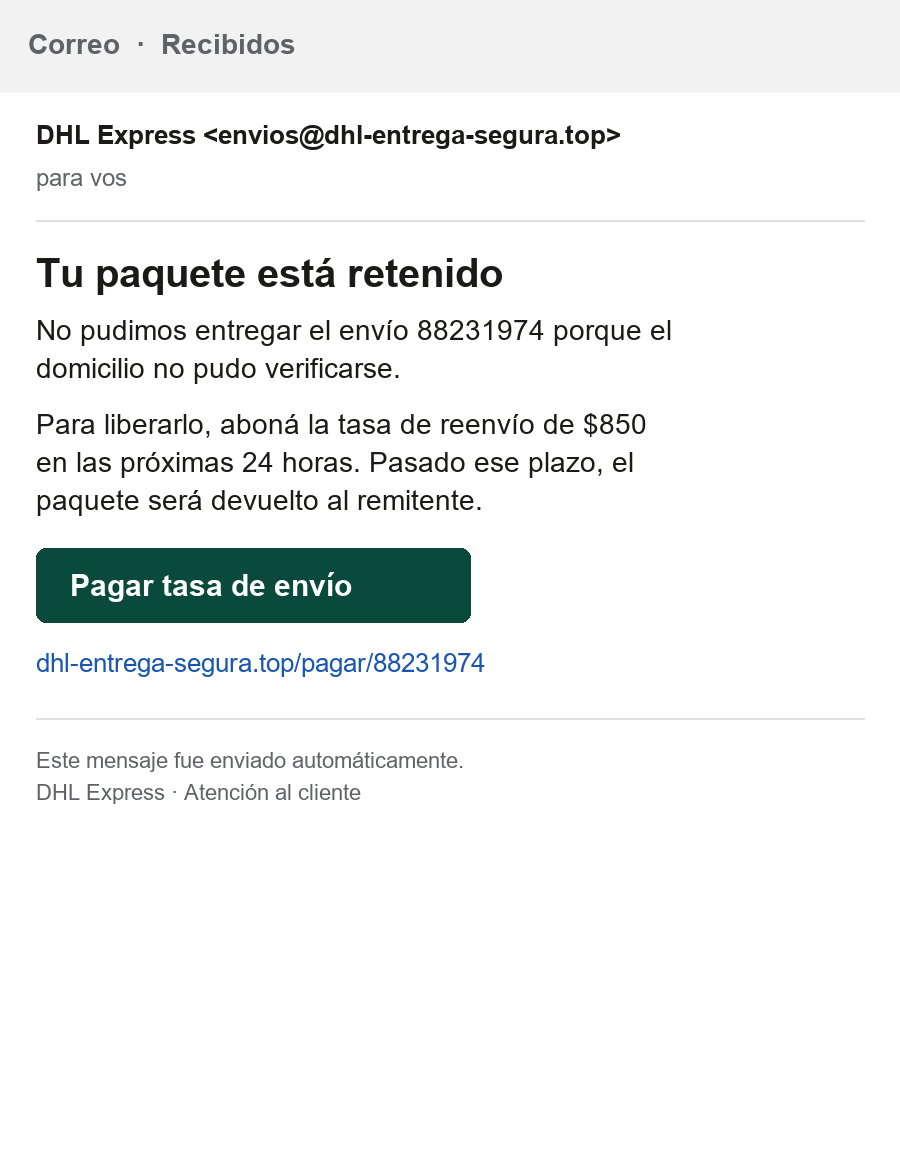 Correo · Recibidos
DHL Express <envios@dhl-entrega-segura.top>
para vos
Tu paquete está retenido
No pudimos entregar el envío 88231974 porque el
domicilio no pudo verificarse.
Para liberarlo, aboná la tasa de reenvío de $850
en las próximas 24 horas. Pasado ese plazo, el
paquete será devuelto al remitente.
Pagar tasa de envío
dhl-entrega-segura.top/pagar/88231974
Este mensaje fue enviado automáticamente.
DHL Express · Atención al cliente